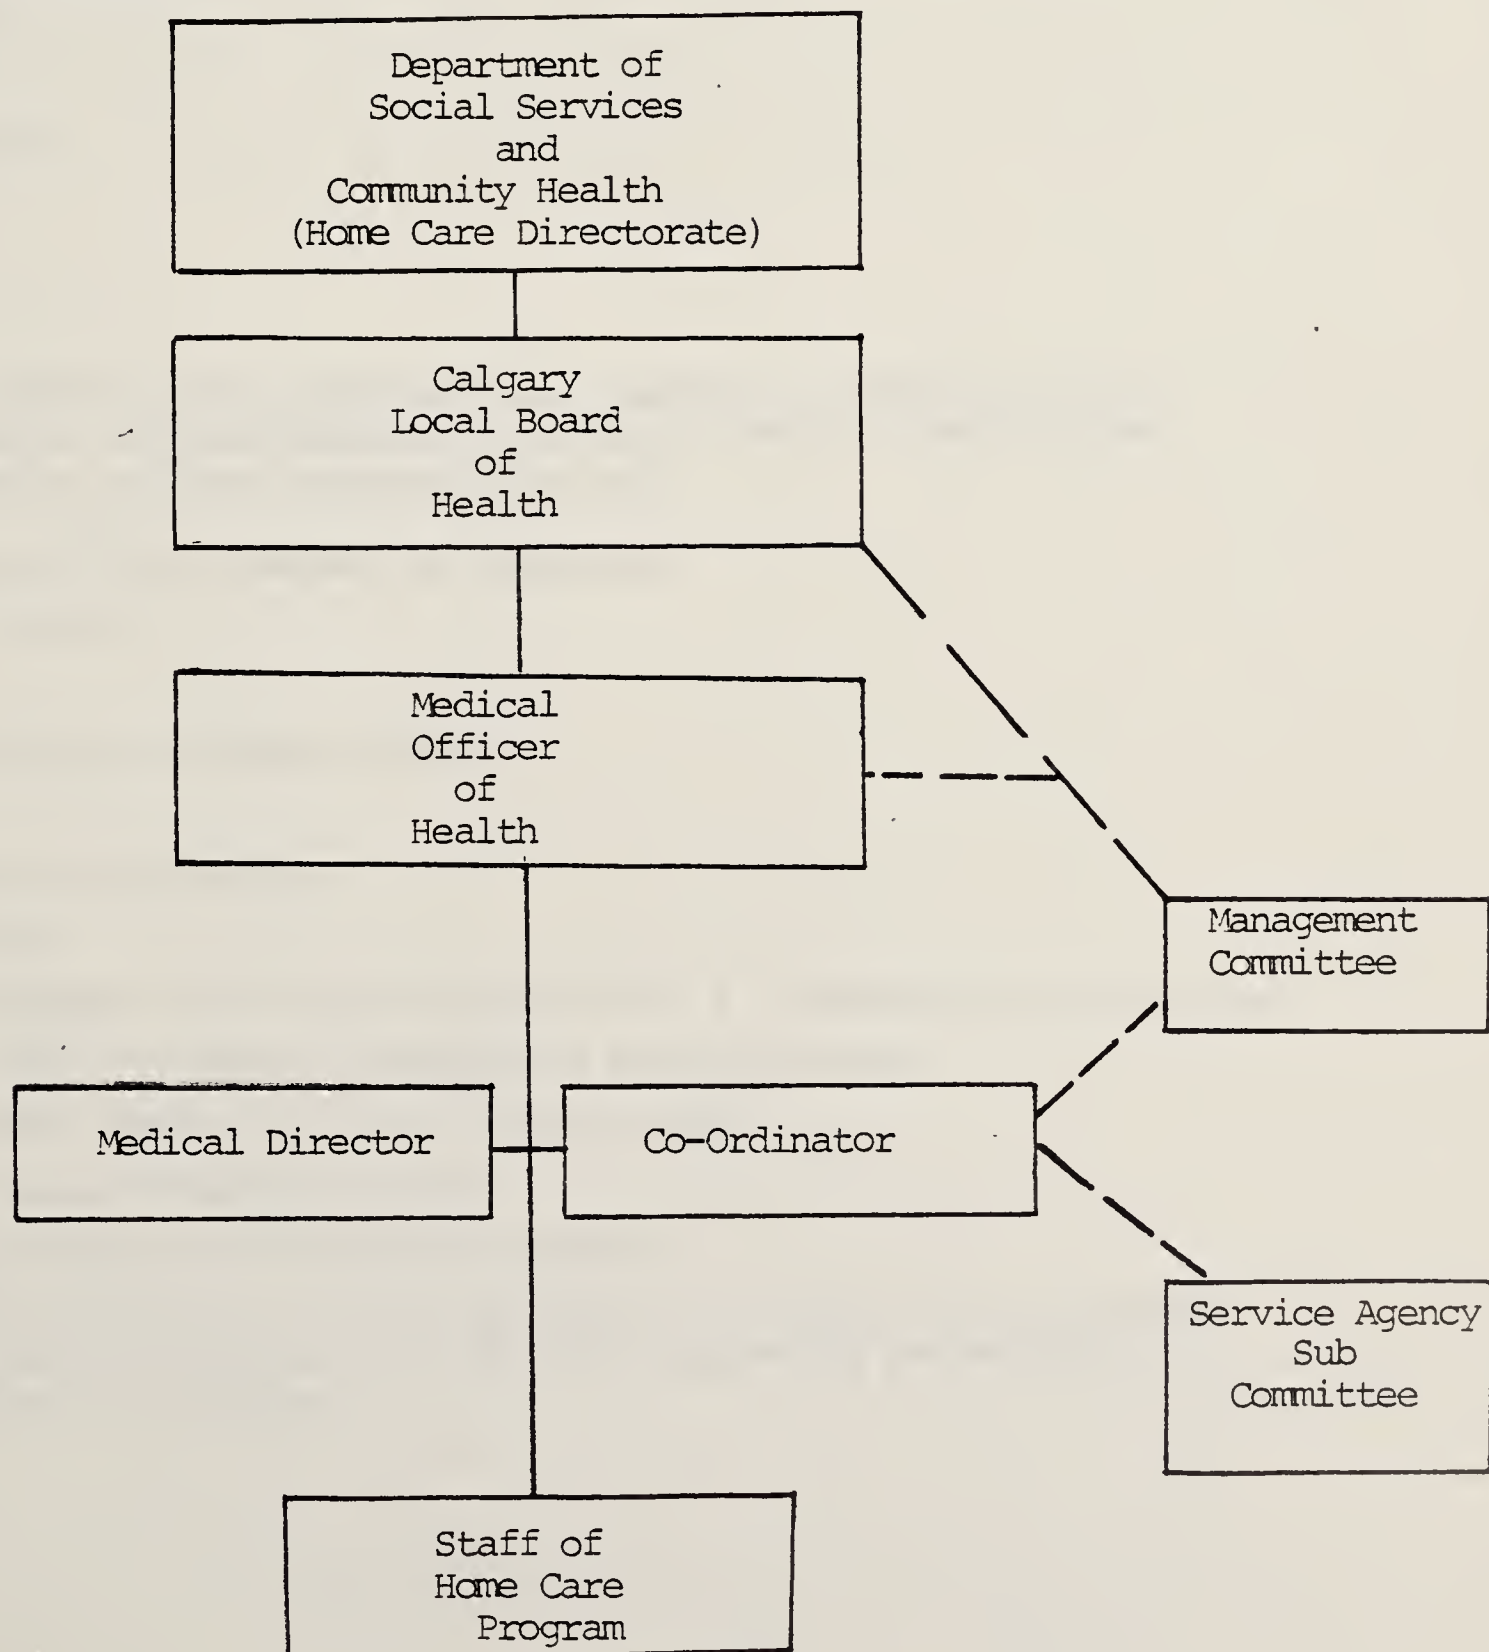 Department of
Social Services
and
Community Health
(Home Care Directorate)
Calgary
Local Board
of
Health
Medical
Officer
of
Health
Management
Committee
Medical Director
Co-Ordinator
Service Agency
Sub
Committee
Staff of
Home Care
Program